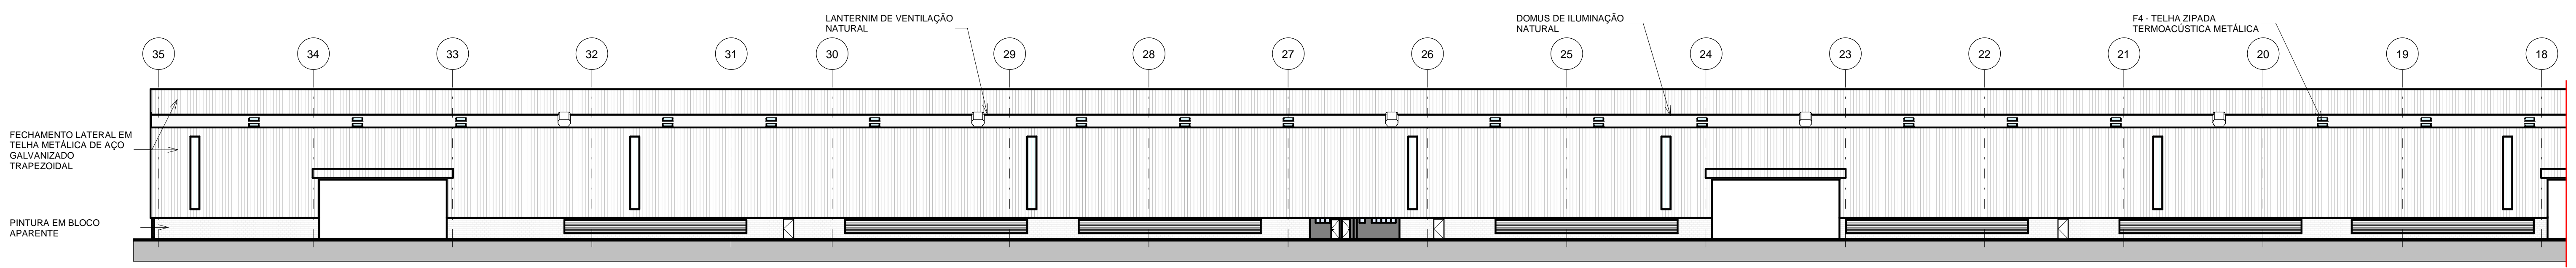 LANTERNIM DE VENTILAÇÃO
NATURAL
DOMUS DE ILUMINAÇÃO
NATURAL
F4 - TELHA ZIPADA
TERMOACÚSTICA METÁLICA
35
34
33
32
31
30
29
28
27
26
25
24
23
22
21
20
19
18
FECHAMENTO LATERAL EM
TELHA METÁLICA DE AÇO
GALVANIZADO
TRAPEZOIDAL
PINTURA EM BLOCO
APARENTE